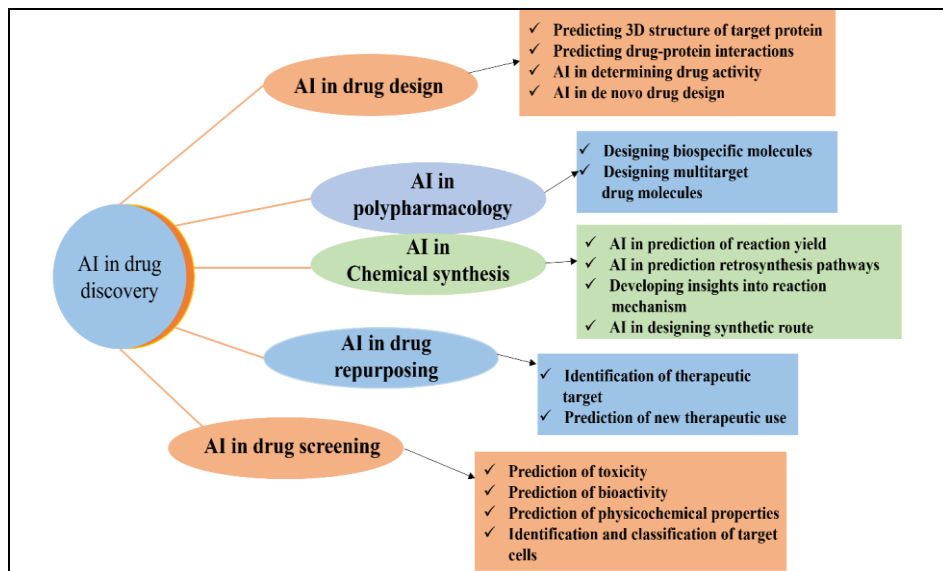 AI in drug
discovery
AI in drug design
✓ Predicting 3D structure of target protein
✓ Predicting drug-protein interactions
✓ AI in determining drug activity
✓ AI in de novo drug design
AI in
polypharmacology
✓ Designing biospecific molecules
✓ Designing multitarget
drug molecules
AI in
Chemical synthesis
✓ AI in prediction of reaction yield
✓ AI in prediction retrosynthesis pathways
✓ Developing insights into reaction
mechanism
✓ AI in designing synthetic route
AI in drug
repurposing
✓ Identification of therapeutic
target
✓ Prediction of new therapeutic use
AI in drug screening
✓ Prediction of toxicity
✓ Prediction of bioactivity
✓ Prediction of physicochemical properties
✓ Identification and classification of target
cells